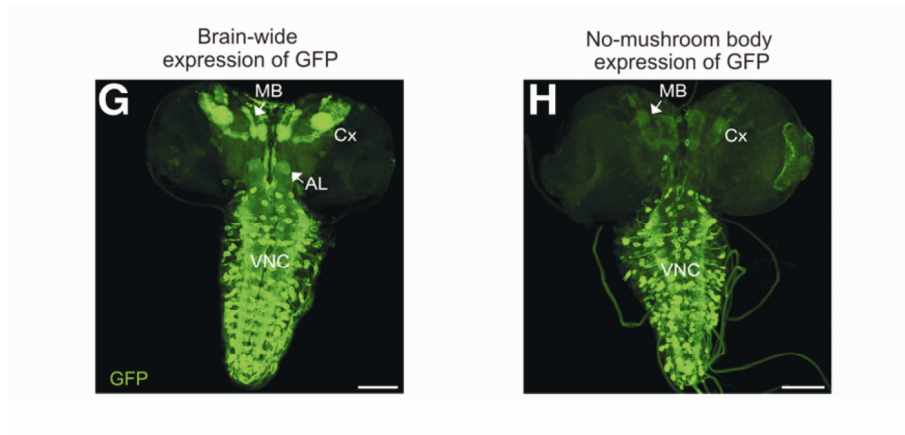 Brain-wide
expression of GFP
G
MB
Cx
AL
VNC
GFP
No-mushroom body
expression of GFP
H
MB
Cx
VNC